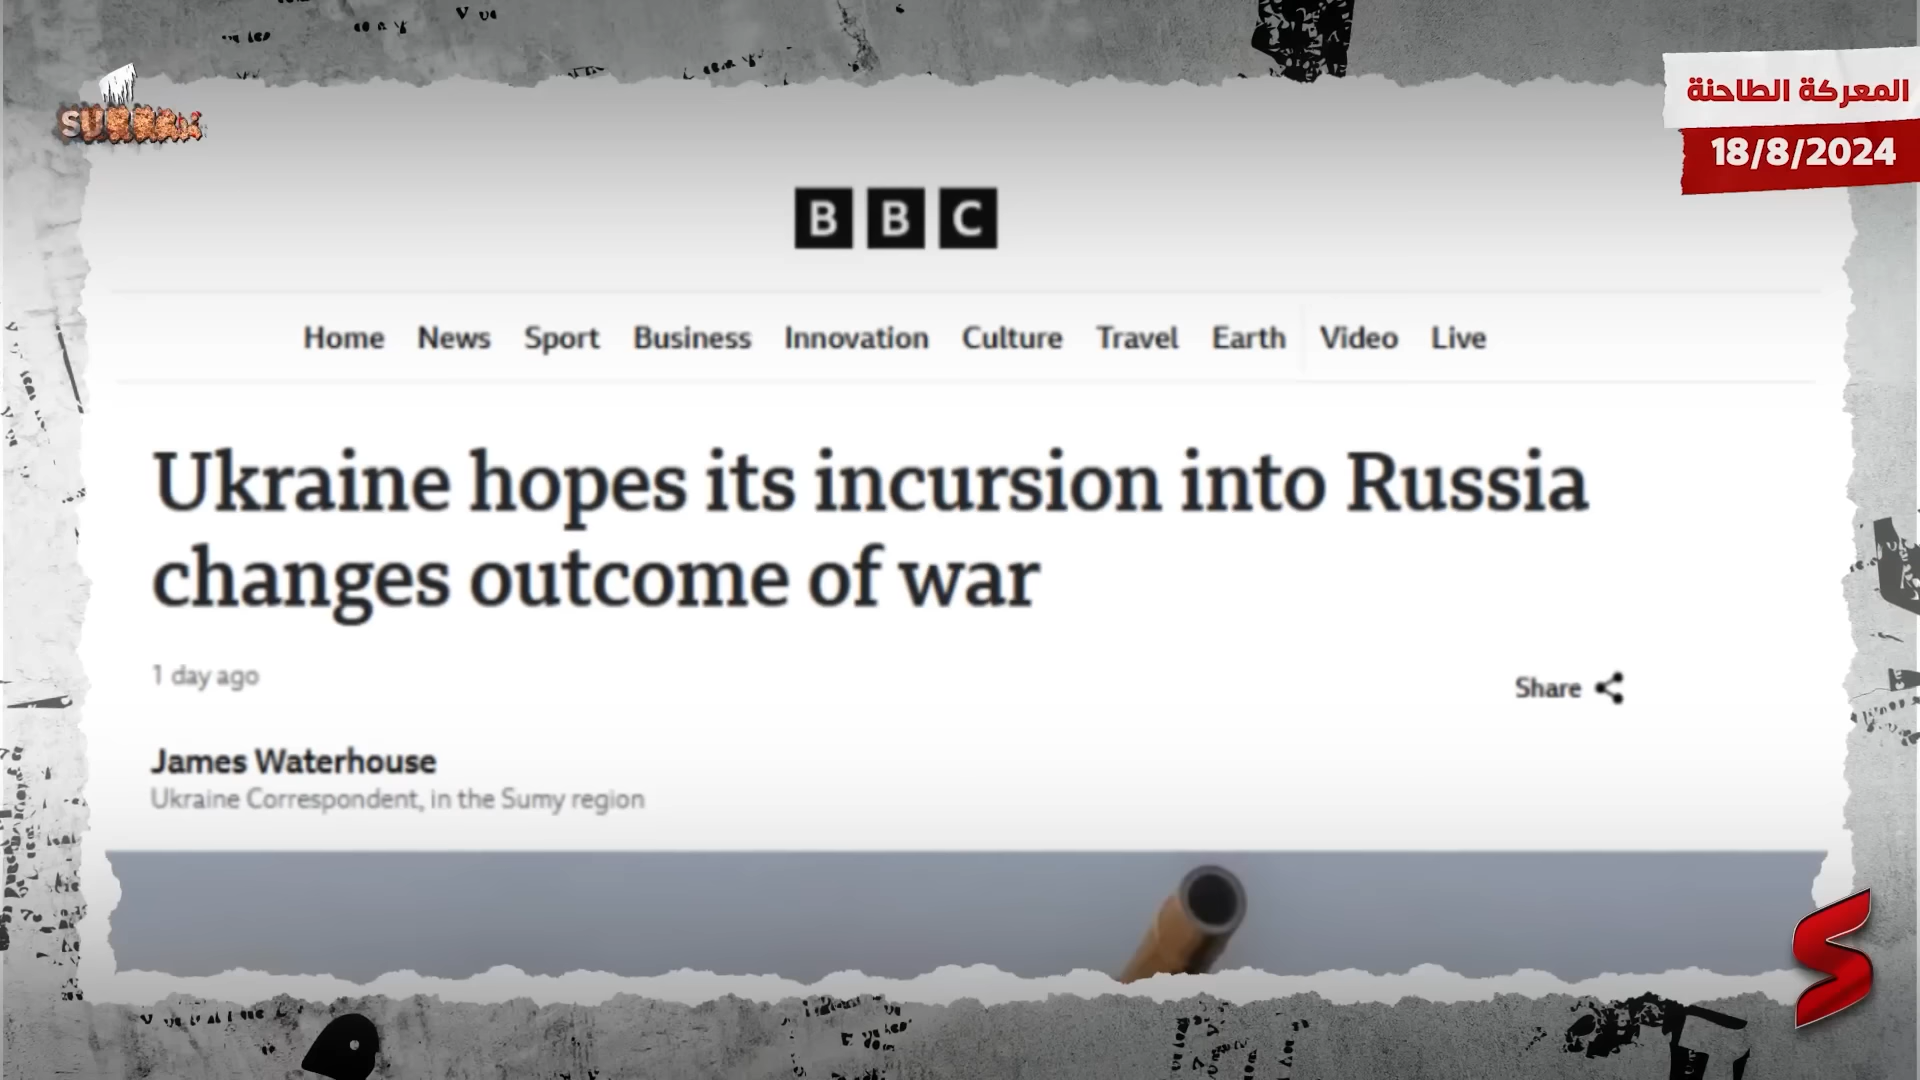 SURRAX
المعركة الطاحنة
18/8/2024
BBC
Home News Sport Business Innovation Culture Travel Earth Video Live
Ukraine hopes its incursion into Russia
changes outcome of war
1 day ago
Share
James Waterhouse
Ukraine Correspondent, in the Sumy region